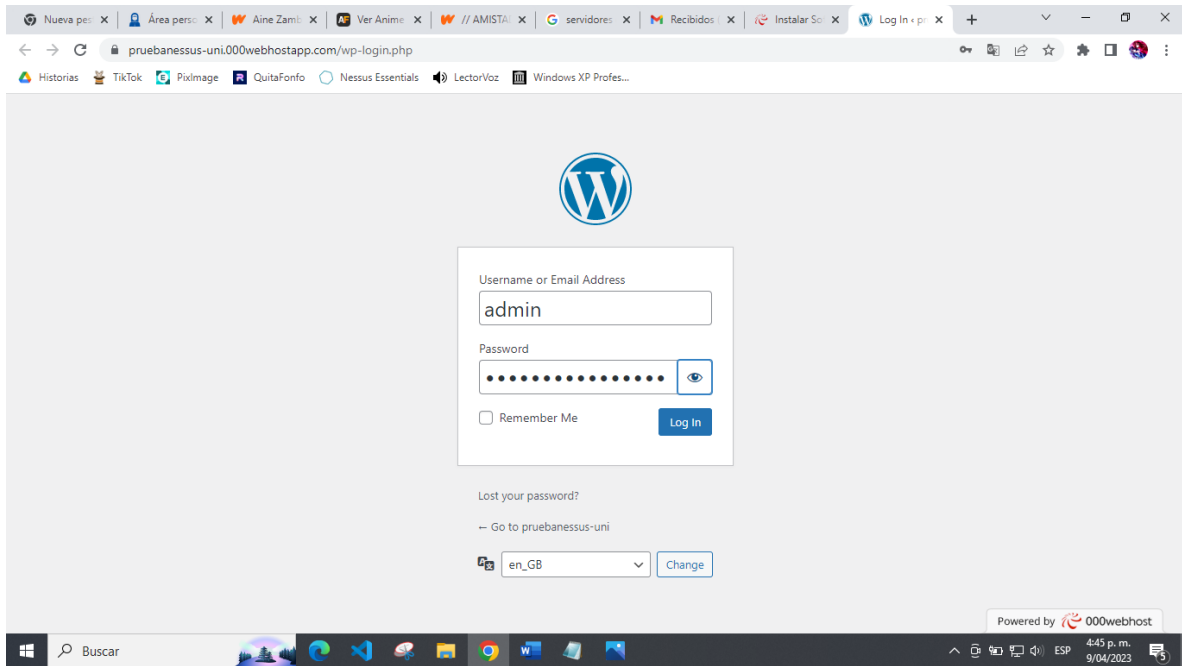 Nueva pes
Área perso
Aine Zamb
Ver Anime
// AMISTA
servidores
Recibidos
Instalar So
Log In ‹ pr
pruebanessus-uni.000webhostapp.com/wp-login.php
Historias
TikTok
PixImage
QuitaFonfo
Nessus Essentials
LectorVoz
Windows XP Profes...
Username or Email Address
admin
Password
Remember Me
Log In
Lost your password?
← Go to pruebanessus-uni
en_GB
Change
Powered by 000webhost
Buscar
ESP
4:45 p. m.
9/04/2023
5